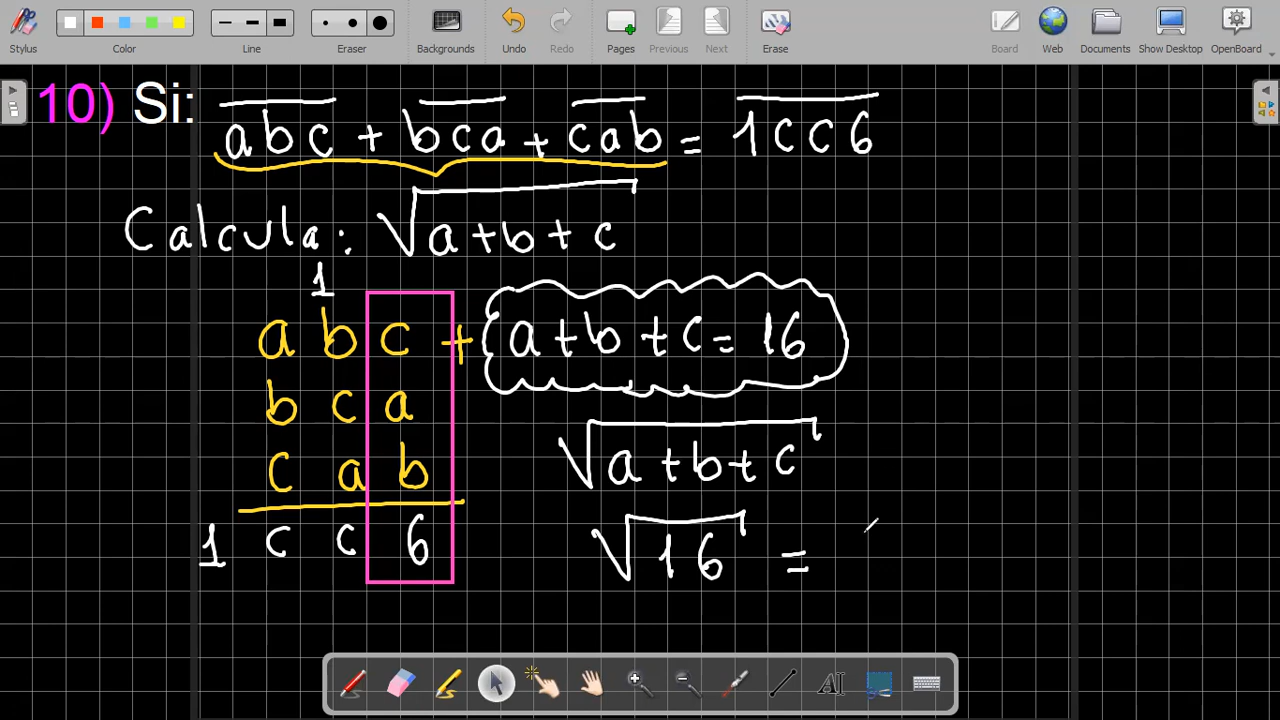 Stylus Color Line Eraser Backgrounds Undo Redo Pages Previous Next Erase Board Web Documents Show Desktop OpenBoard
10) Si: abc + bca + cab = 1cc6
Calcula: √a+b+c
1
a b c +
b c a
c a b
1 c c 6
a+b+c=16
√a+b+c
√16 =
AI